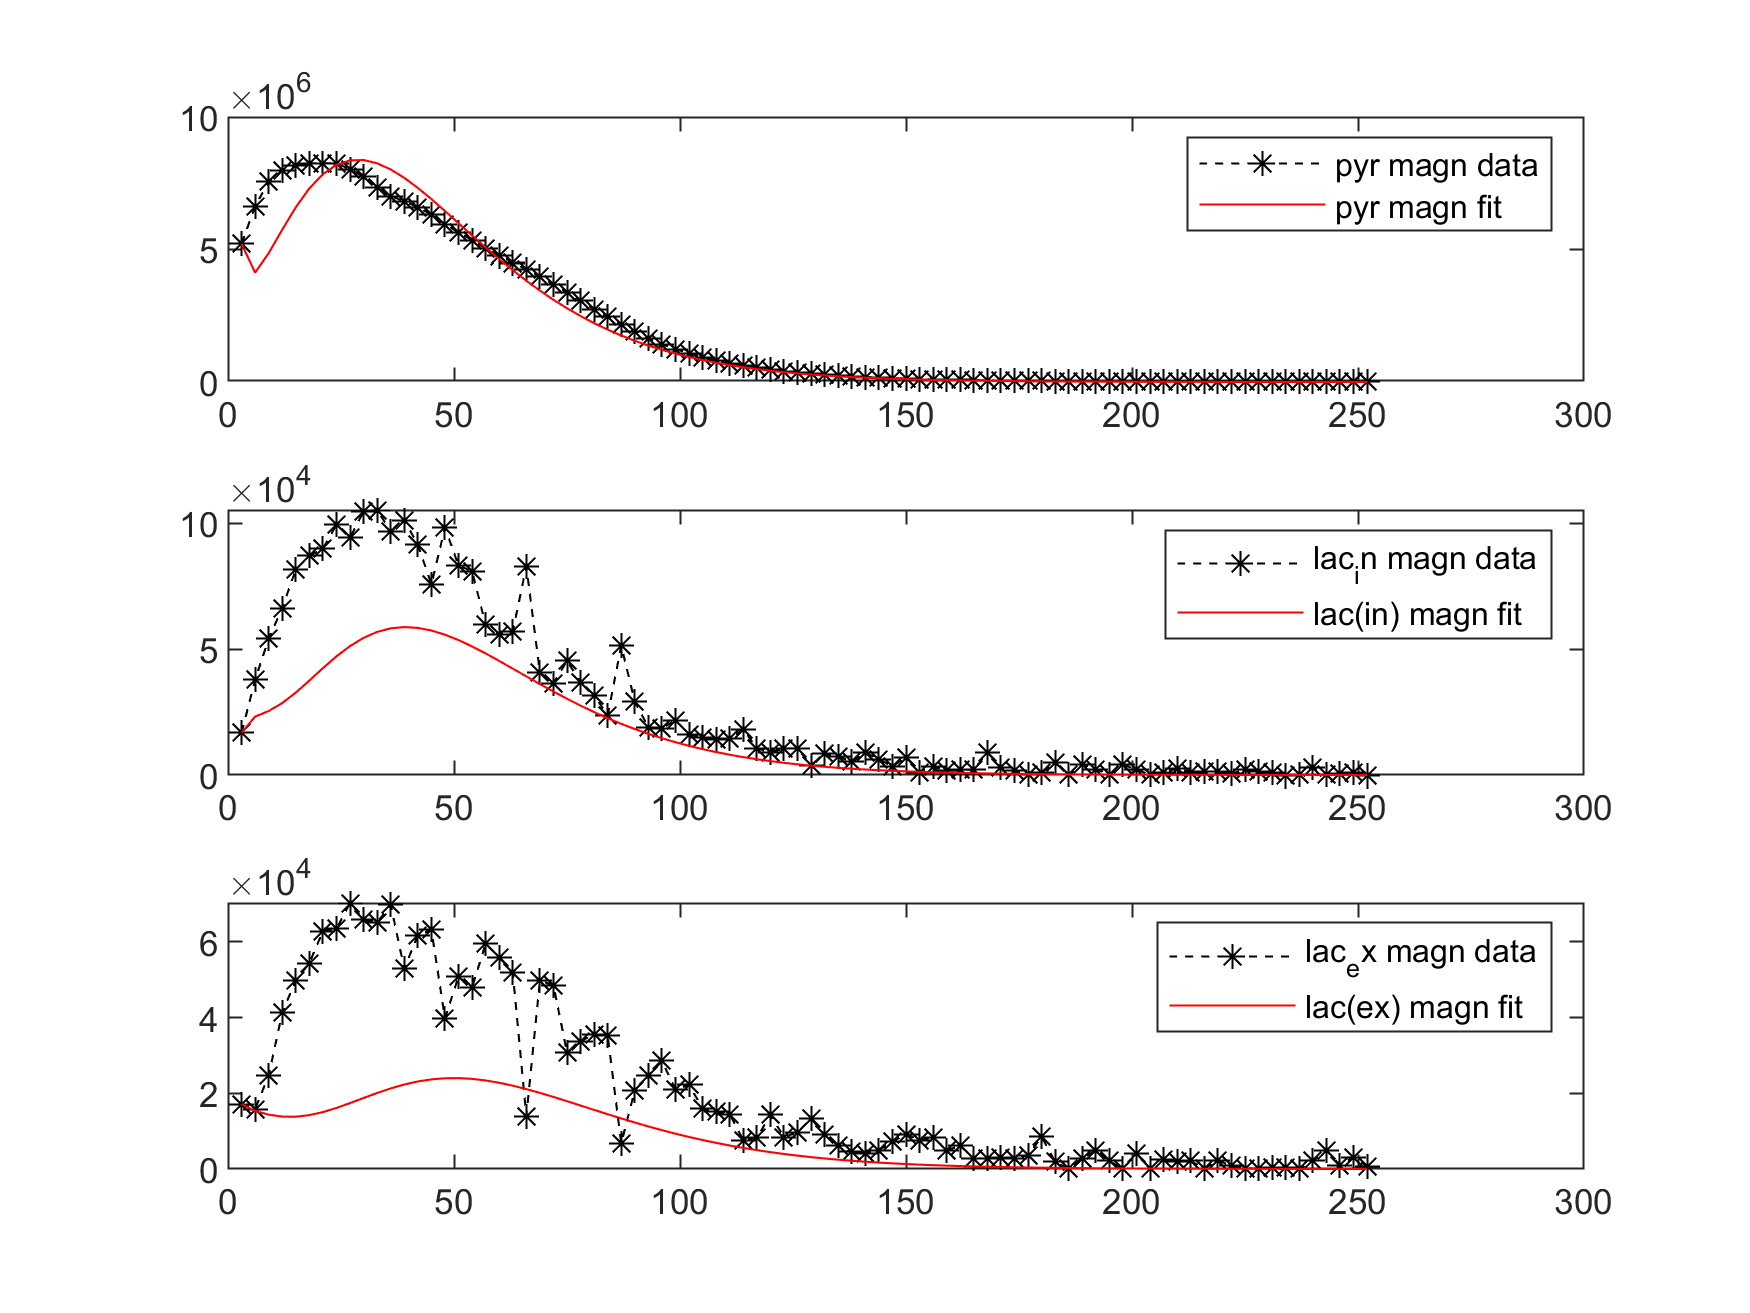 ×10^6
10
5
0
0 50 100 150 200 250 300
pyr magn data
pyr magn fit
×10^4
10
5
0
0 50 100 150 200 250 300
lac_in magn data
lac(in) magn fit
×10^4
6
4
2
0
0 50 100 150 200 250 300
lac_ex magn data
lac(ex) magn fit